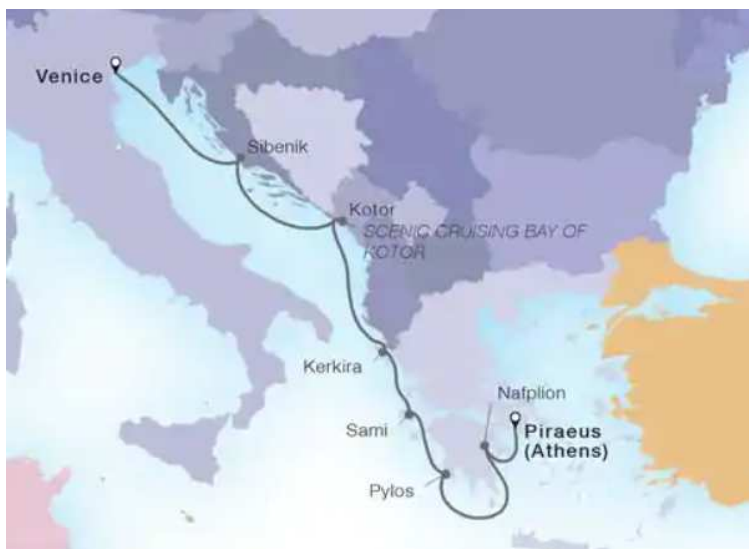 Venice
Sibenik
Kotor
SCENIC CRUISING BAY OF
KOTOR
Kerkira
Nafplion
Sami
Piraeus
(Athens)
Pylos